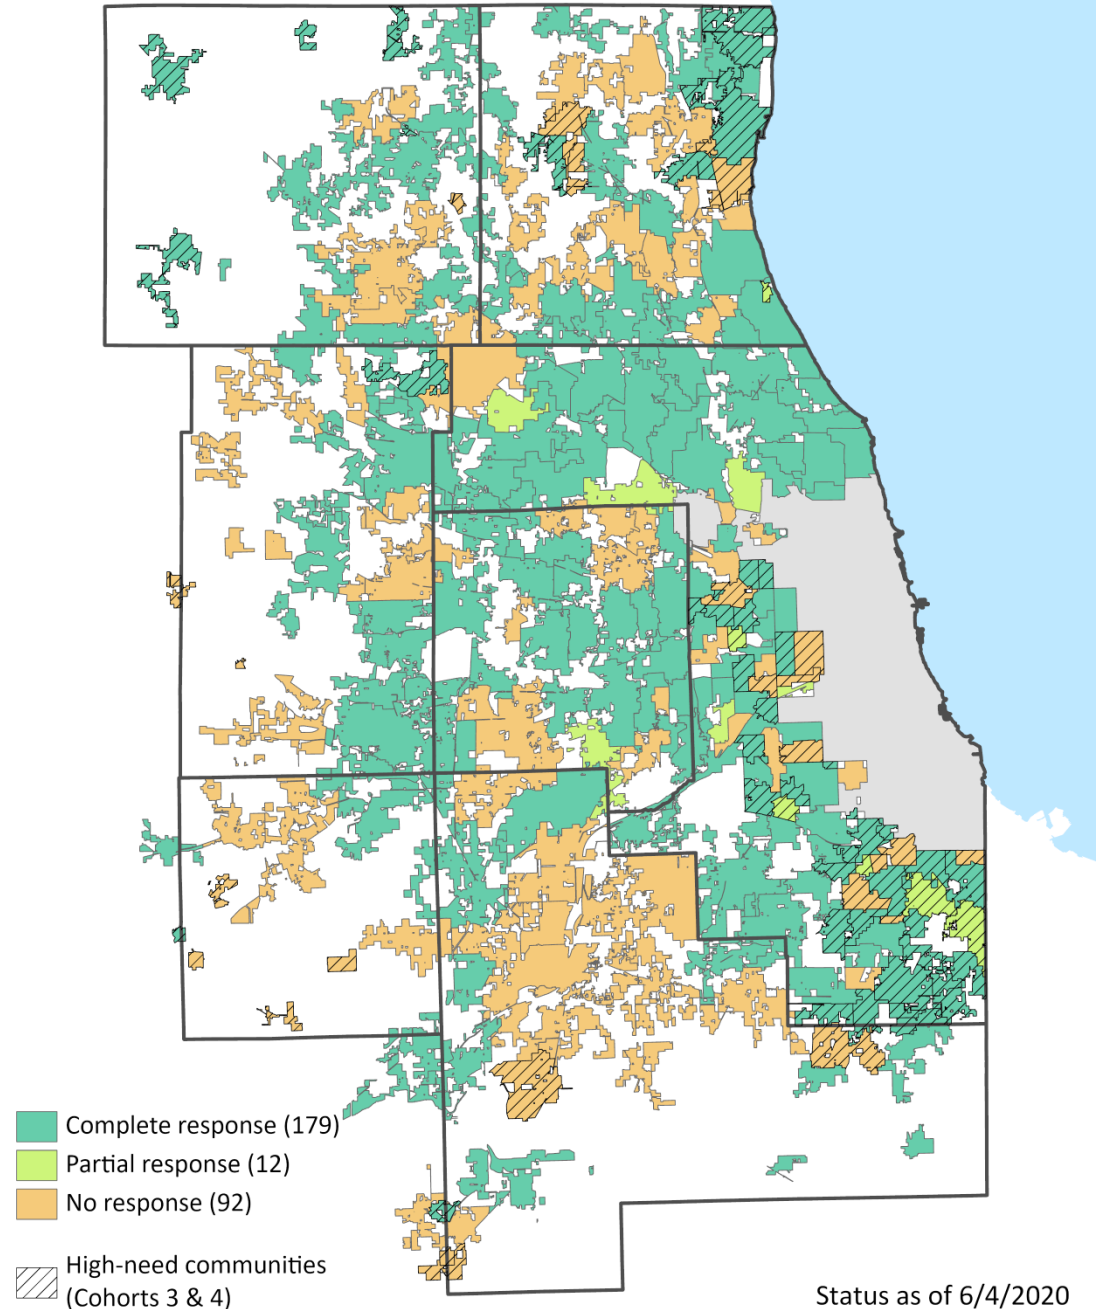 Complete response (179)
Partial response (12)
No response (92)
High-need communities
(Cohorts 3 & 4)
Status as of 6/4/2020